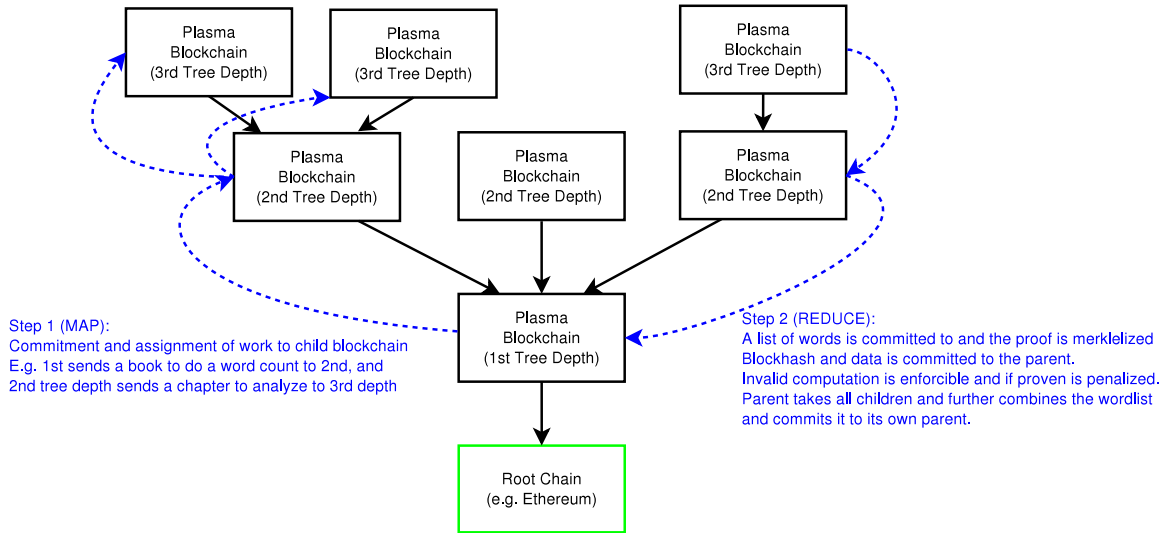 Plasma
Blockchain
(3rd Tree Depth)
Plasma
Blockchain
(3rd Tree Depth)
Plasma
Blockchain
(3rd Tree Depth)
Plasma
Blockchain
(2nd Tree Depth)
Plasma
Blockchain
(2nd Tree Depth)
Plasma
Blockchain
(2nd Tree Depth)
Plasma
Blockchain
(1st Tree Depth)
Step 1 (MAP):
Commitment and assignment of work to child blockchain
E.g. 1st sends a book to do a word count to 2nd, and
2nd tree depth sends a chapter to analyze to 3rd depth
Step 2 (REDUCE):
A list of words is committed to and the proof is merklelized
Blockhash and data is committed to the parent.
Invalid computation is enforcible and if proven is penalized.
Parent takes all children and further combines the wordlist
and commits it to its own parent.
Root Chain
(e.g. Ethereum)